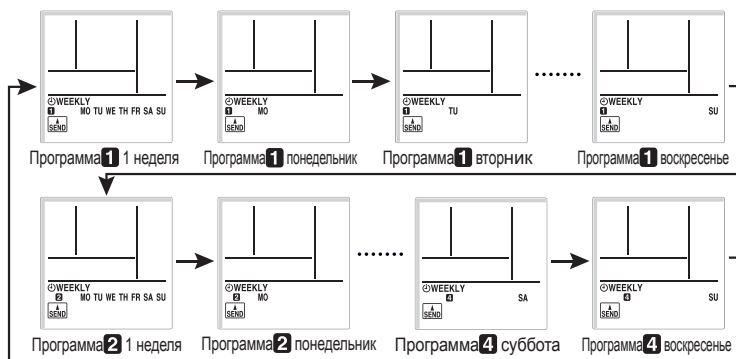 WEEKLY
1 MO TU WE TH FR SA SU
SEND
Программа 1 1 неделя
WEEKLY
1 MO
SEND
Программа 1 понедельник
WEEKLY
1 TU
SEND
Программа 1 вторник
WEEKLY
1 SU
SEND
Программа 1 воскресенье
WEEKLY
2 MO TU WE TH FR SA SU
SEND
Программа 2 1 неделя
WEEKLY
2 MO
SEND
Программа 2 понедельник
WEEKLY
4 SA
SEND
Программа 4 суббота
WEEKLY
4 SU
SEND
Программа 4 воскресенье